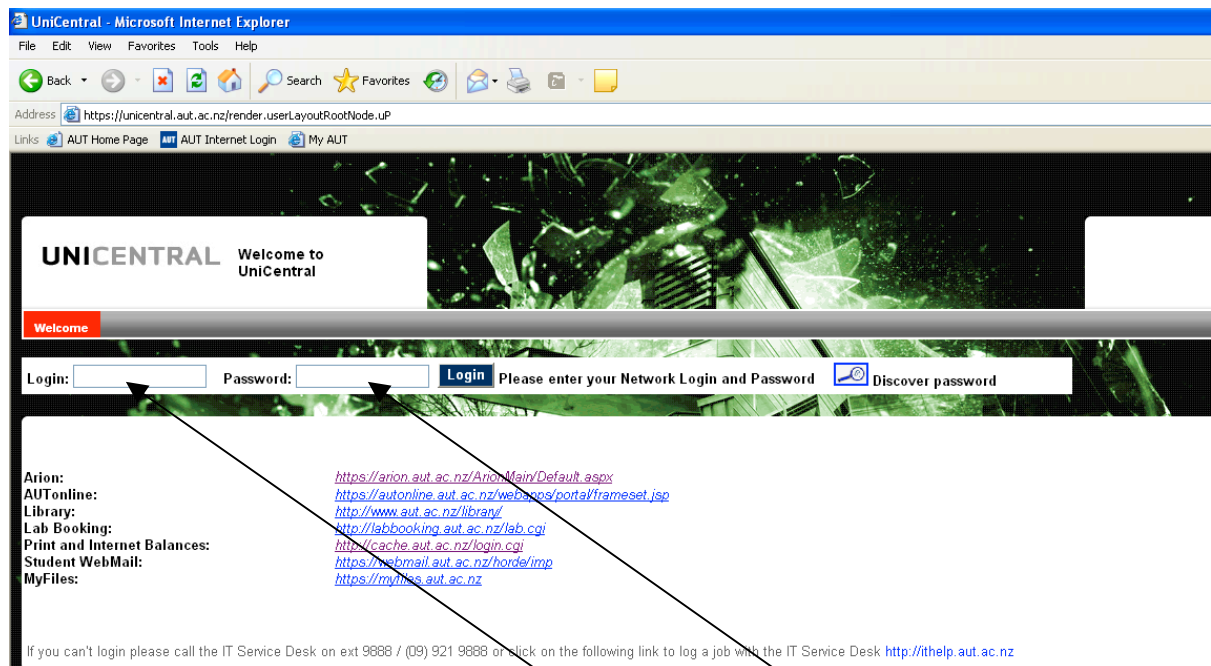 UniCentral - Microsoft Internet Explorer
File Edit View Favorites Tools Help
Back Search Favorites
Address https://unicentral.aut.ac.nz/render.userLayoutRootNode.uP
Links AUT Home Page AUT AUT Internet Login My AUT
UNICENTRAL Welcome to
UniCentral
Welcome
Login: Password: Login Please enter your Network Login and Password Discover password
Arion: https://arion.aut.ac.nz/ArionMain/Default.aspx
AUTonline: https://autonline.aut.ac.nz/webapps/portal/frameset.jsp
Library: http://www.aut.ac.nz/library/
Lab Booking: http://labbooking.aut.ac.nz/lab.cgi
Print and Internet Balances: http://cache.aut.ac.nz/login.cgi
Student WebMail: https://webmail.aut.ac.nz/horde/imp
MyFiles: https://myfiles.aut.ac.nz
If you can't login please call the IT Service Desk on ext 9888 / (09) 921 9888 or click on the following link to log a job with the IT Service Desk http://ithelp.aut.ac.nz